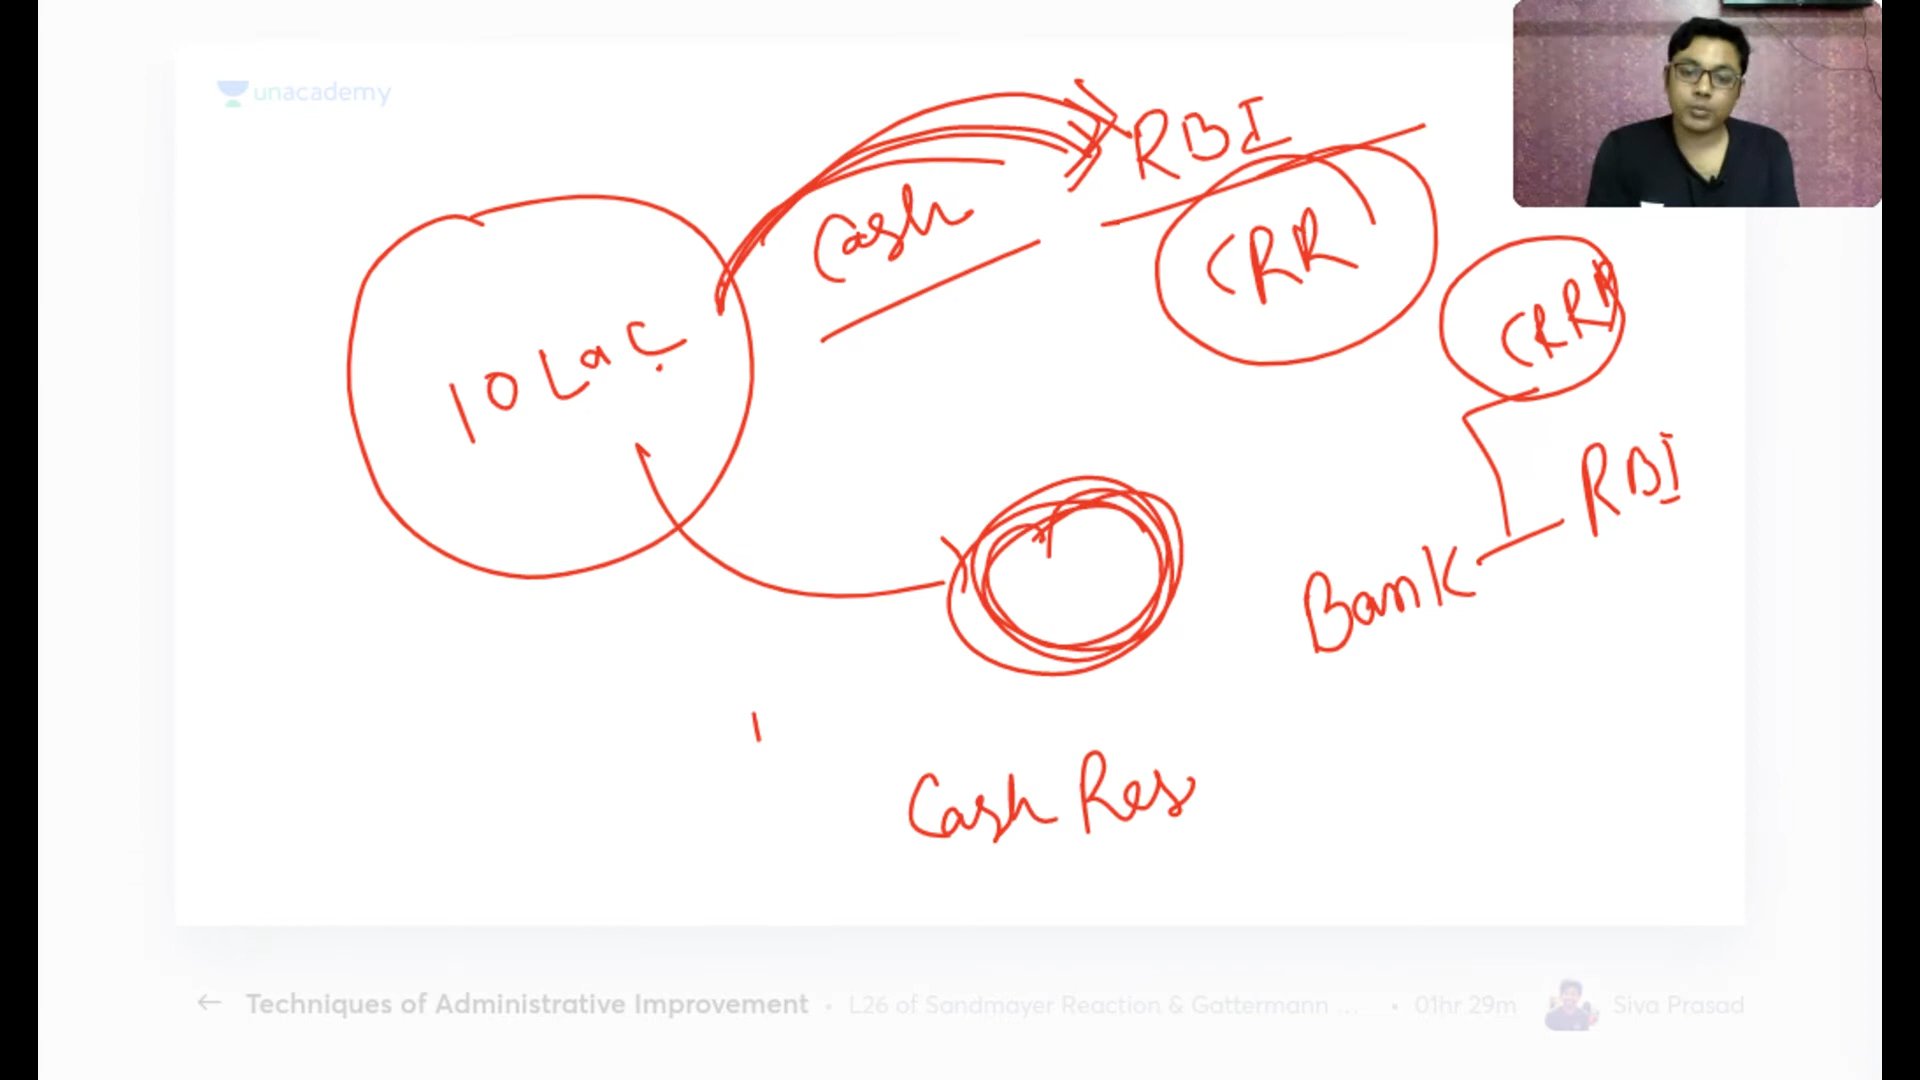 unacademy
RBI
Cash
CRR
CRR
10 Lac
RBI
Bank
Cash Res
← Techniques of Administrative Improvement • L26 of Sandmayer Reaction & Gattermann ... • 01hr 29m Siva Prasad